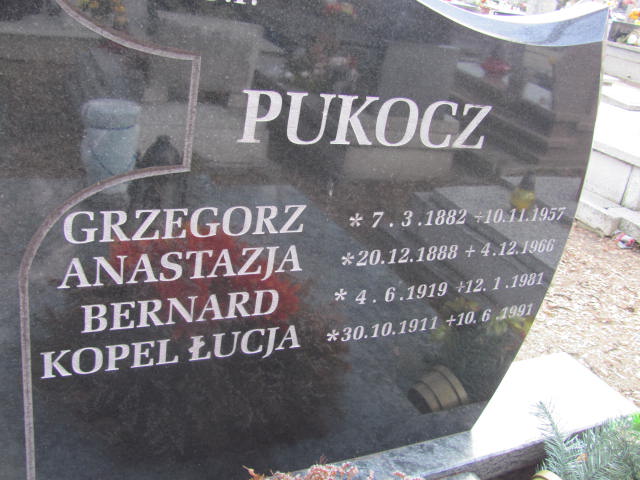 PUKOCZ
GRZEGORZ * 7.3.1882 ÷10.11.1957
ANASTAZJA *20.12.1888 + 4.12.1966
BERNARD * 4.6.1919 ÷12.1.1981
KOPEL ŁUCJA *30.10.1911 +10.6.1991